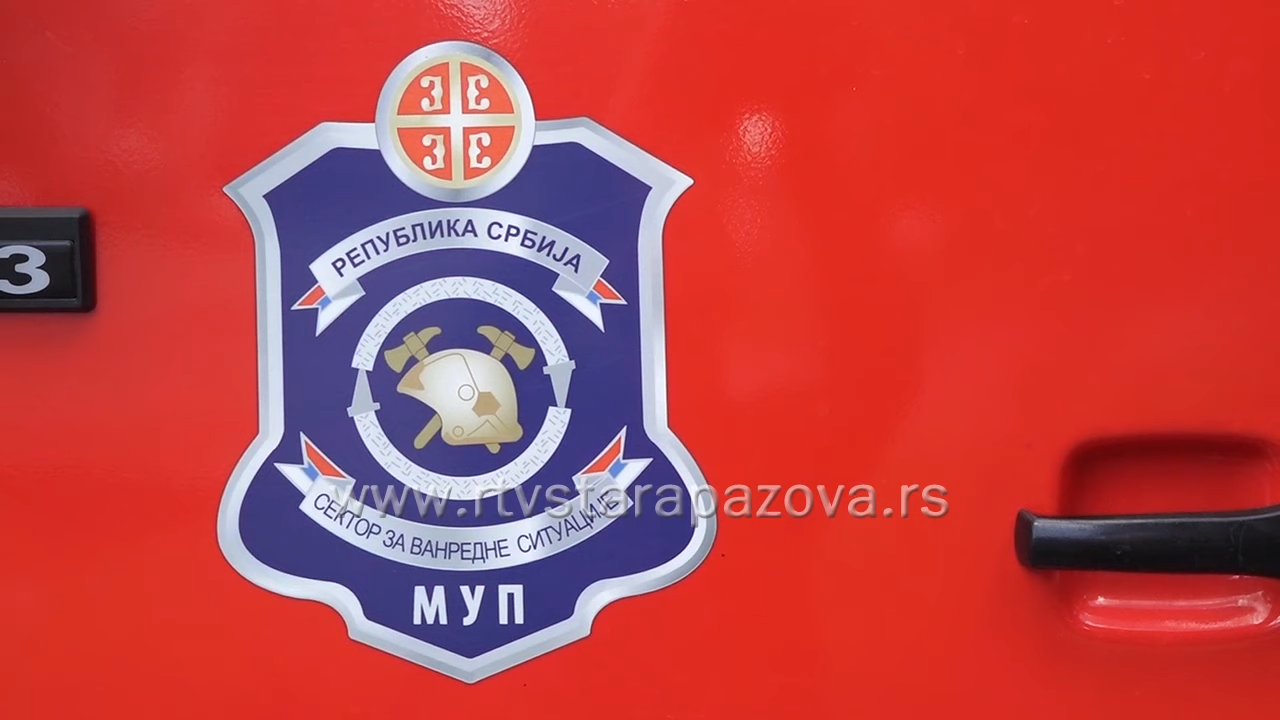 РЕПУБЛИКА СРБИЈА
3
СЕКТОР ЗА ВАНРЕДНЕ СИТУАЦИЈЕ
www.rtvstarapazova.rs
МУП